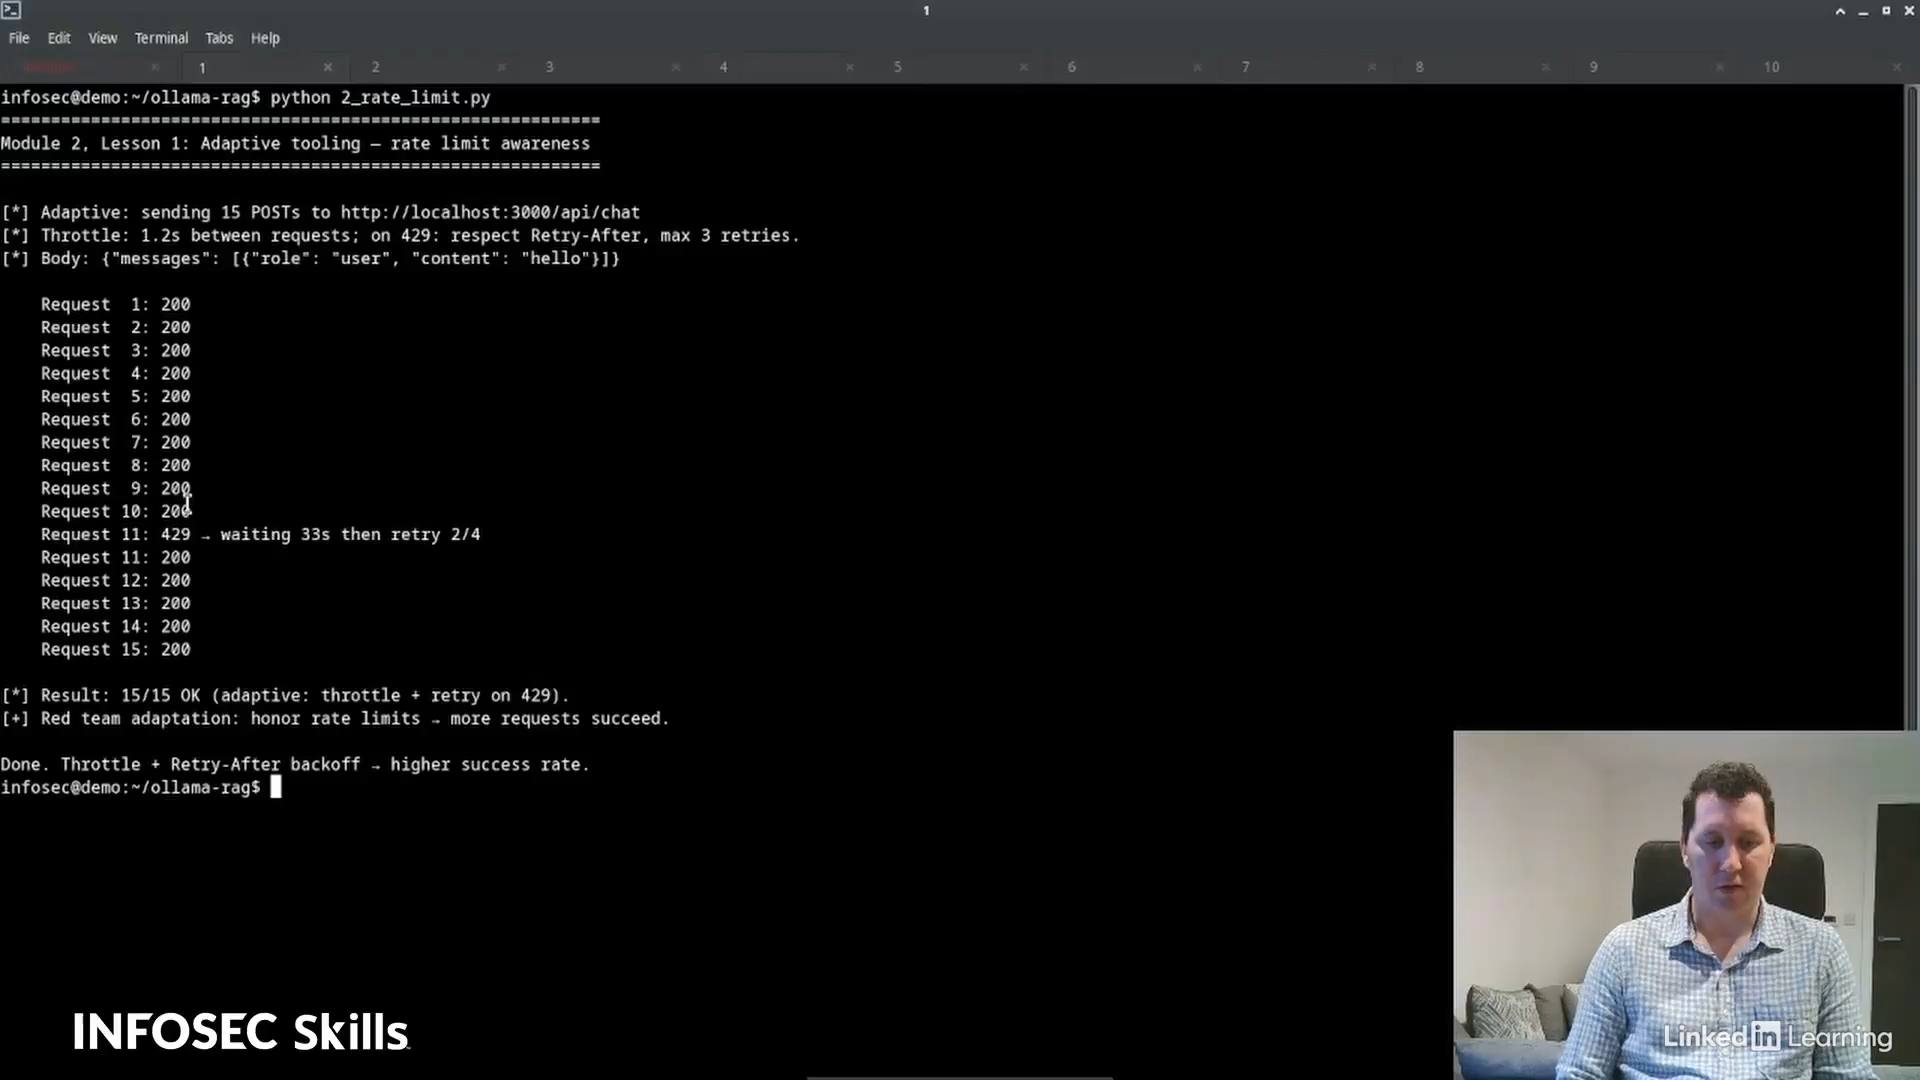 1
File Edit View Terminal Tabs Help
1 2 3 4 5 6 7 8 9 10
infosec@demo:~/ollama-rag$ python 2_rate_limit.py
============================================================
Module 2, Lesson 1: Adaptive tooling — rate limit awareness
============================================================
[*] Adaptive: sending 15 POSTs to http://localhost:3000/api/chat
[*] Throttle: 1.2s between requests; on 429: respect Retry-After, max 3 retries.
[*] Body: {"messages": [{"role": "user", "content": "hello"}]}
Request  1: 200
Request  2: 200
Request  3: 200
Request  4: 200
Request  5: 200
Request  6: 200
Request  7: 200
Request  8: 200
Request  9: 200
Request 10: 200
Request 11: 429 → waiting 33s then retry 2/4
Request 11: 200
Request 12: 200
Request 13: 200
Request 14: 200
Request 15: 200
[*] Result: 15/15 OK (adaptive: throttle + retry on 429).
[+] Red team adaptation: honor rate limits → more requests succeed.
Done. Throttle + Retry-After backoff → higher success rate.
infosec@demo:~/ollama-rag$
INFOSEC Skills
Linked in Learning